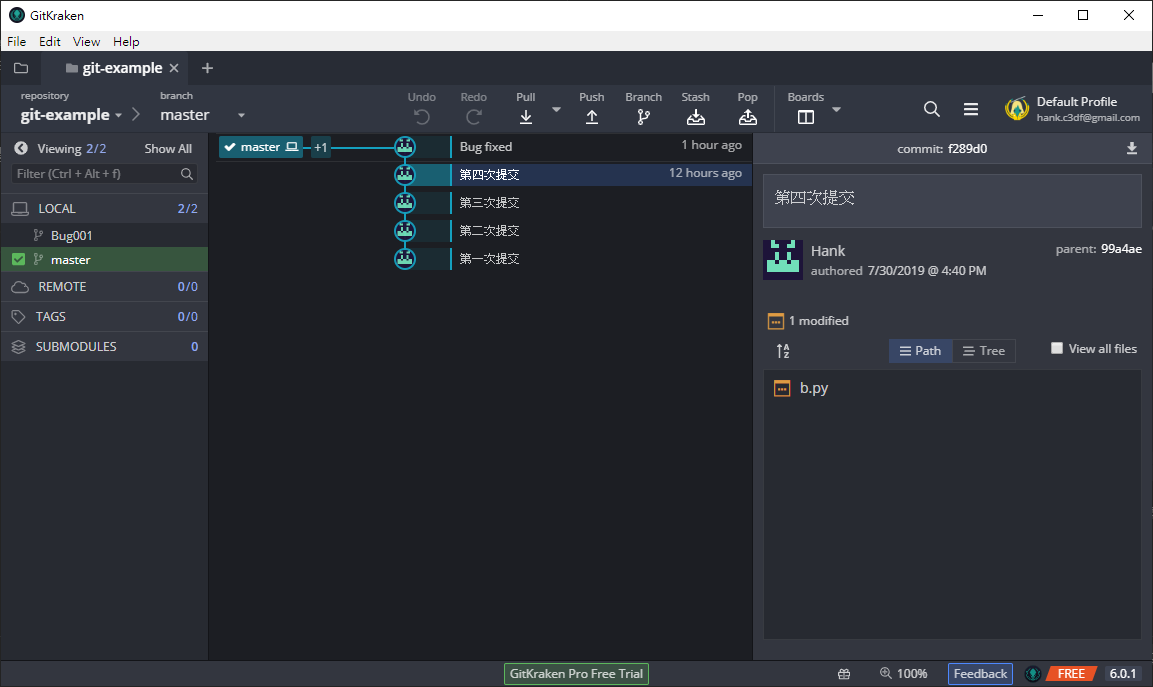 GitKraken
File Edit View Help
git-example
repository
git-example
branch
master
Undo Redo Pull Push Branch Stash Pop Boards
Default Profile
hank.c3df@gmail.com
Viewing 2/2 Show All
Filter (Ctrl + Alt + f)
LOCAL 2/2
Bug001
master
REMOTE 0/0
TAGS 0/0
SUBMODULES 0
master +1 Bug fixed 1 hour ago
第四次提交 12 hours ago
第三次提交
第二次提交
第一次提交
commit: f289d0
第四次提交
Hank
authored 7/30/2019 @ 4:40 PM
parent: 99a4ae
1 modified
A
Z
Path Tree View all files
b.py
GitKraken Pro Free Trial 100% Feedback FREE 6.0.1